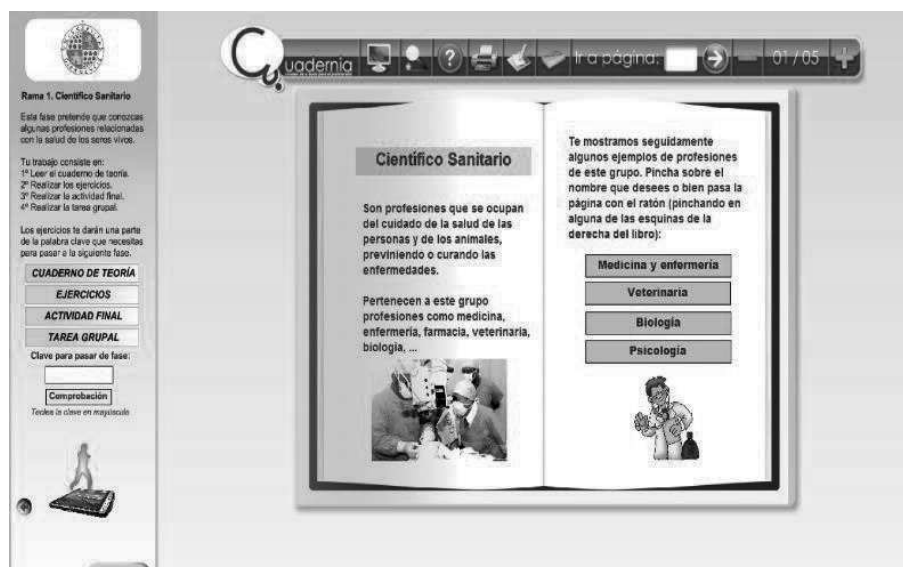 Rama 1. Científico Sanitario
Esta fase pretende que conozcas
algunas profesiones relacionadas
con la salud de los seres vivos.
Tu trabajo consiste en:
1º Leer el cuaderno de teoría.
2º Realizar los ejercicios.
3º Realizar la actividad final.
4º Realizar la tarea grupal.
Los ejercicios te darán una parte
de la palabra clave que necesitas
para pasar a la siguiente fase.
CUADERNO DE TEORÍA
EJERCICIOS
ACTIVIDAD FINAL
TAREA GRUPAL
Clave para pasar de fase:
Comprobación
Teclea la clave en mayúscula
Cuadernia
Ir a página:
01 / 05
Científico Sanitario
Son profesiones que se ocupan
del cuidado de la salud de las
personas y de los animales,
previniendo o curando las
enfermedades.
Pertenecen a este grupo
profesiones como medicina,
enfermería, farmacia, veterinaria,
biología, ...
Te mostramos seguidamente
algunos ejemplos de profesiones
de este grupo. Pincha sobre el
nombre que desees o bien pasa la
página con el ratón (pinchando en
alguna de las esquinas de la
derecha del libro):
Medicina y enfermería
Veterinaria
Biología
Psicología